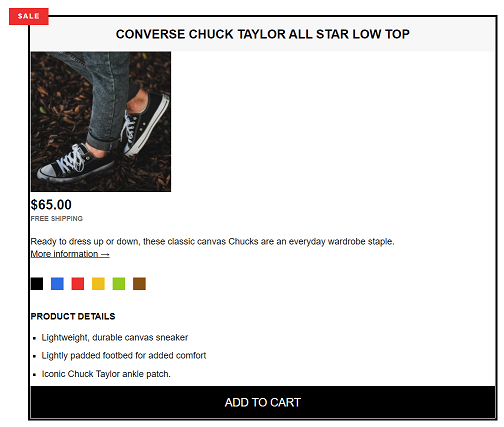 SALE
CONVERSE CHUCK TAYLOR ALL STAR LOW TOP
$65.00
FREE SHIPPING
Ready to dress up or down, these classic canvas Chucks are an everyday wardrobe staple.
More information →
PRODUCT DETAILS
Lightweight, durable canvas sneaker
Lightly padded footbed for added comfort
Iconic Chuck Taylor ankle patch.
ADD TO CART